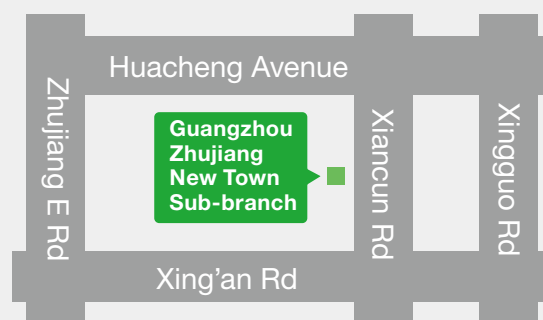 Huacheng Avenue
Zhujiang E Rd
Guangzhou
Zhujiang
New Town
Sub-branch
Xiancun Rd
Xingguo Rd
Xing’an Rd